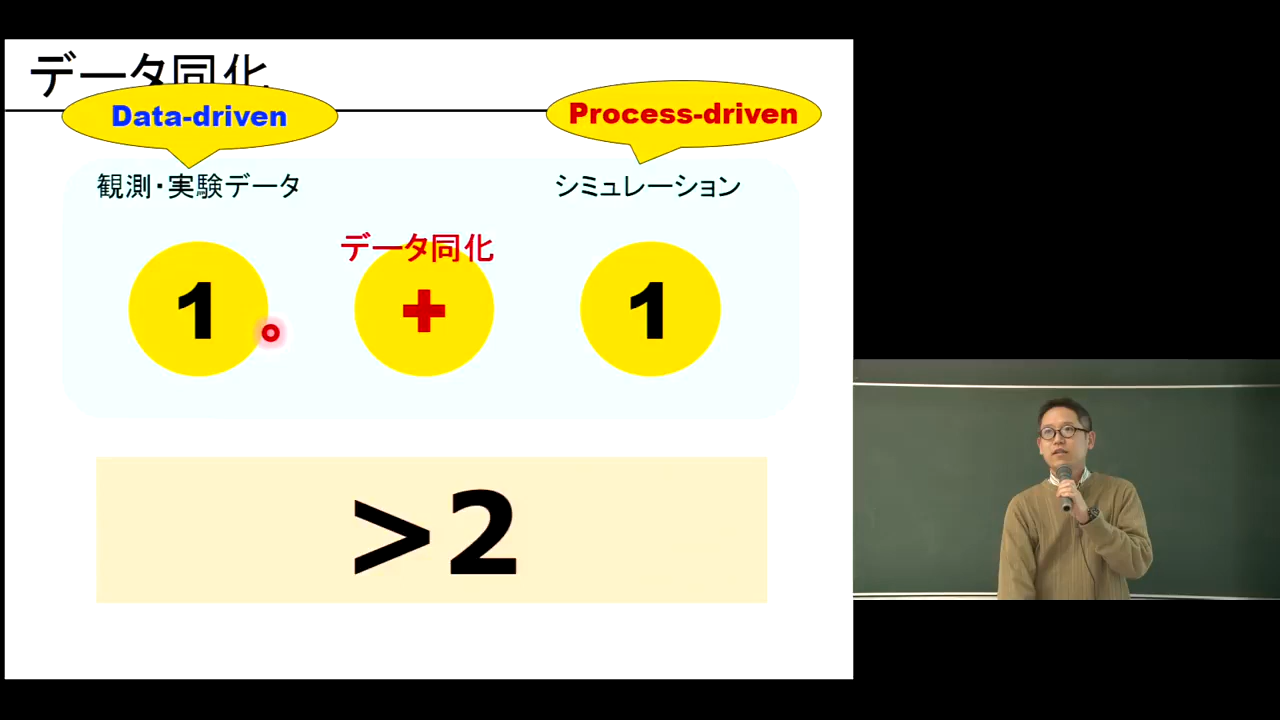 データ同化
Data-driven
Process-driven
観測・実験データ
シミュレーション
データ同化
1
+
1
>2